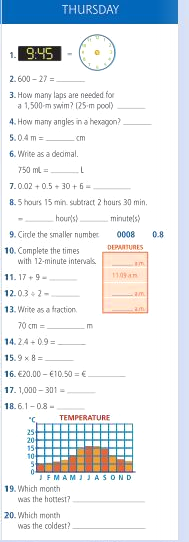 THURSDAY
1. 9:45 =
2. 600 – 27 = ______
3. How many laps are needed for
a 1,500-m swim? (25-m pool) ______
4. How many angles in a hexagon? ______
5. 0.4 m = ______ cm
6. Write as a decimal.
750 mL = ______ L
7. 0.02 + 0.5 + 30 + 6 = ______
8. 5 hours 15 min. subtract 2 hours 30 min.
= ______ hour(s) ______ minute(s)
9. Circle the smaller number. 0008 0.8
10. Complete the times
with 12-minute intervals.
DEPARTURES
______ a.m.
11:09 a.m.
______ a.m.
______ a.m.
11. 17 + 9 = ______
12. 0.3 ÷ 2 = ______
13. Write as a fraction.
70 cm = ______ m
14. 2.4 + 0.9 = ______
15. 9 × 8 = ______
16. €20.00 – €10.50 = € ______
17. 1,000 – 301 = ______
18. 6.1 – 0.8 = ______
°C TEMPERATURE
25
20
15
10
5
0
J F M A M J J A S O N D
19. Which month
was the hottest? ______
20. Which month
was the coldest? ______